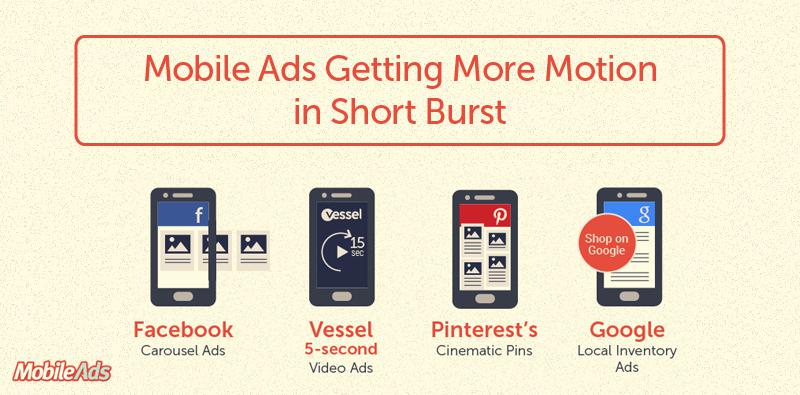 Mobile Ads Getting More Motion
in Short Burst
f
Vessel
15
sec
g
Shop on
Google
Facebook
Carousel Ads
Vessel
5-second
Video Ads
Pinterest's
Cinematic Pins
Google
Local Inventory
Ads
MobileAds